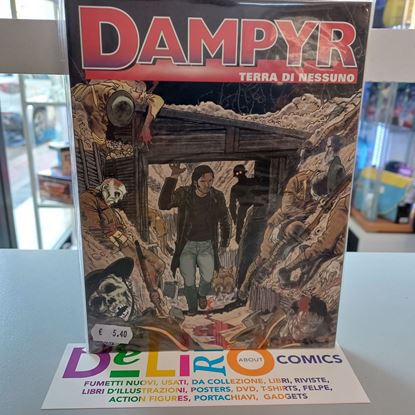 DAMPYR
TERRA DI NESSUNO
€ 5.40
DeLiRO ABOUT COMICS
FUMETTI NUOVI, USATI, DA COLLEZIONE, LIBRI, RIVISTE,
LIBRI D'ILLUSTRAZIONI, POSTERS, DVD, T-SHIRTS, FELPE,
ACTION FIGURES, PORTACHIAVI, GADGETS